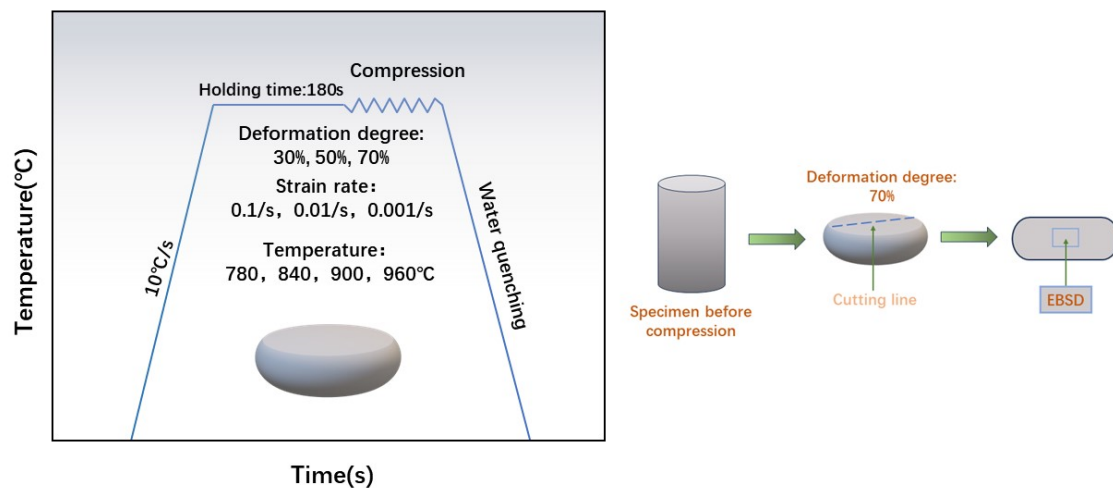 Temperature(℃)
Compression
Holding time:180s
Deformation degree:
30%, 50%, 70%
Strain rate：
0.1/s，0.01/s，0.001/s
Temperature：
780，840，900，960℃
10℃/s
Water quenching
Time(s)
Specimen before
compression
Deformation degree:
70%
Cutting line
EBSD